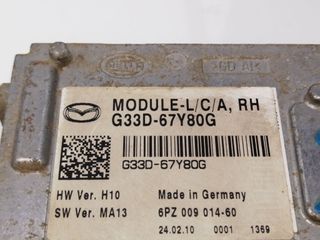 MODULE-L/C/A, RH
G33D-67Y80G
G33D-67Y80G
HW Ver. H10 Made in Germany
SW Ver. MA13 6PZ 009 014-60
24.02.10 0001 1369